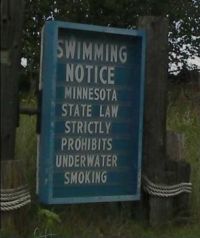 SWIMMING
NOTICE
MINNESOTA
STATE LAW
STRICTLY
PROHIBITS
UNDERWATER
SMOKING